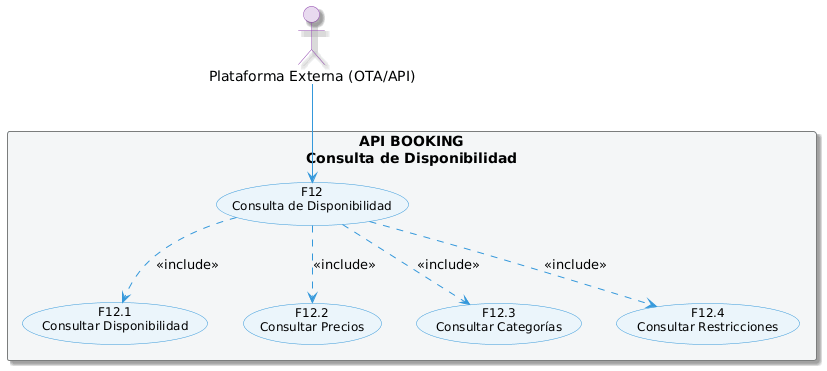 Plataforma Externa (OTA/API)
API BOOKING
Consulta de Disponibilidad
F12
Consulta de Disponibilidad
«include»
«include»
«include»
«include»
F12.1
Consultar Disponibilidad
F12.2
Consultar Precios
F12.3
Consultar Categorías
F12.4
Consultar Restricciones